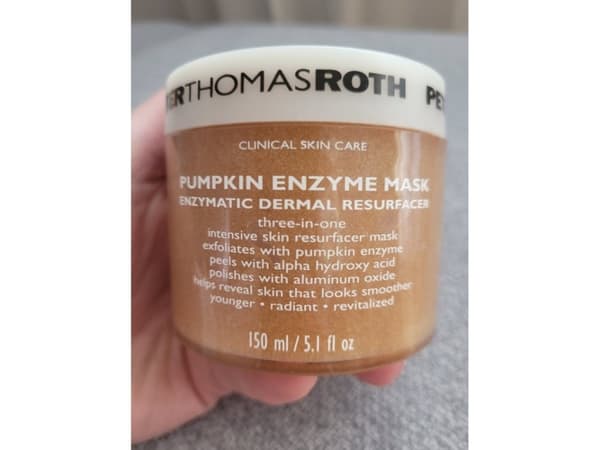 THOMASROTH
CLINICAL SKIN CARE
PUMPKIN ENZYME MASK
ENZYMATIC DERMAL RESURFACER
three-in-one
intensive skin resurfacer mask
exfoliates with pumpkin enzyme
peels with alpha hydroxy acid
polishes with aluminum oxide
helps reveal skin that looks smoother
younger • radiant • revitalized
150 ml / 5.1 fl oz